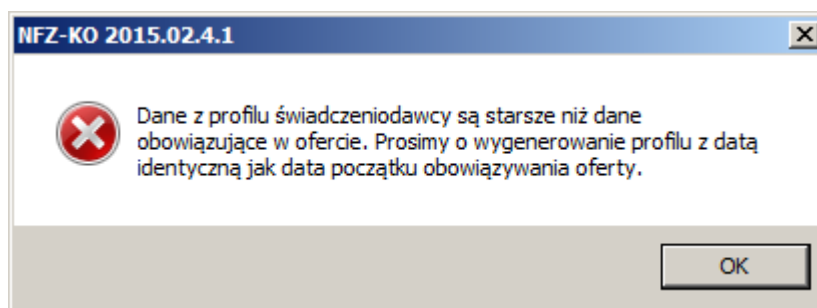 NFZ-KO 2015.02.4.1
Dane z profilu świadczeniodawcy są starsze niż dane
obowiązujące w ofercie. Prosimy o wygenerowanie profilu z datą
identyczną jak data początku obowiązywania oferty.
OK